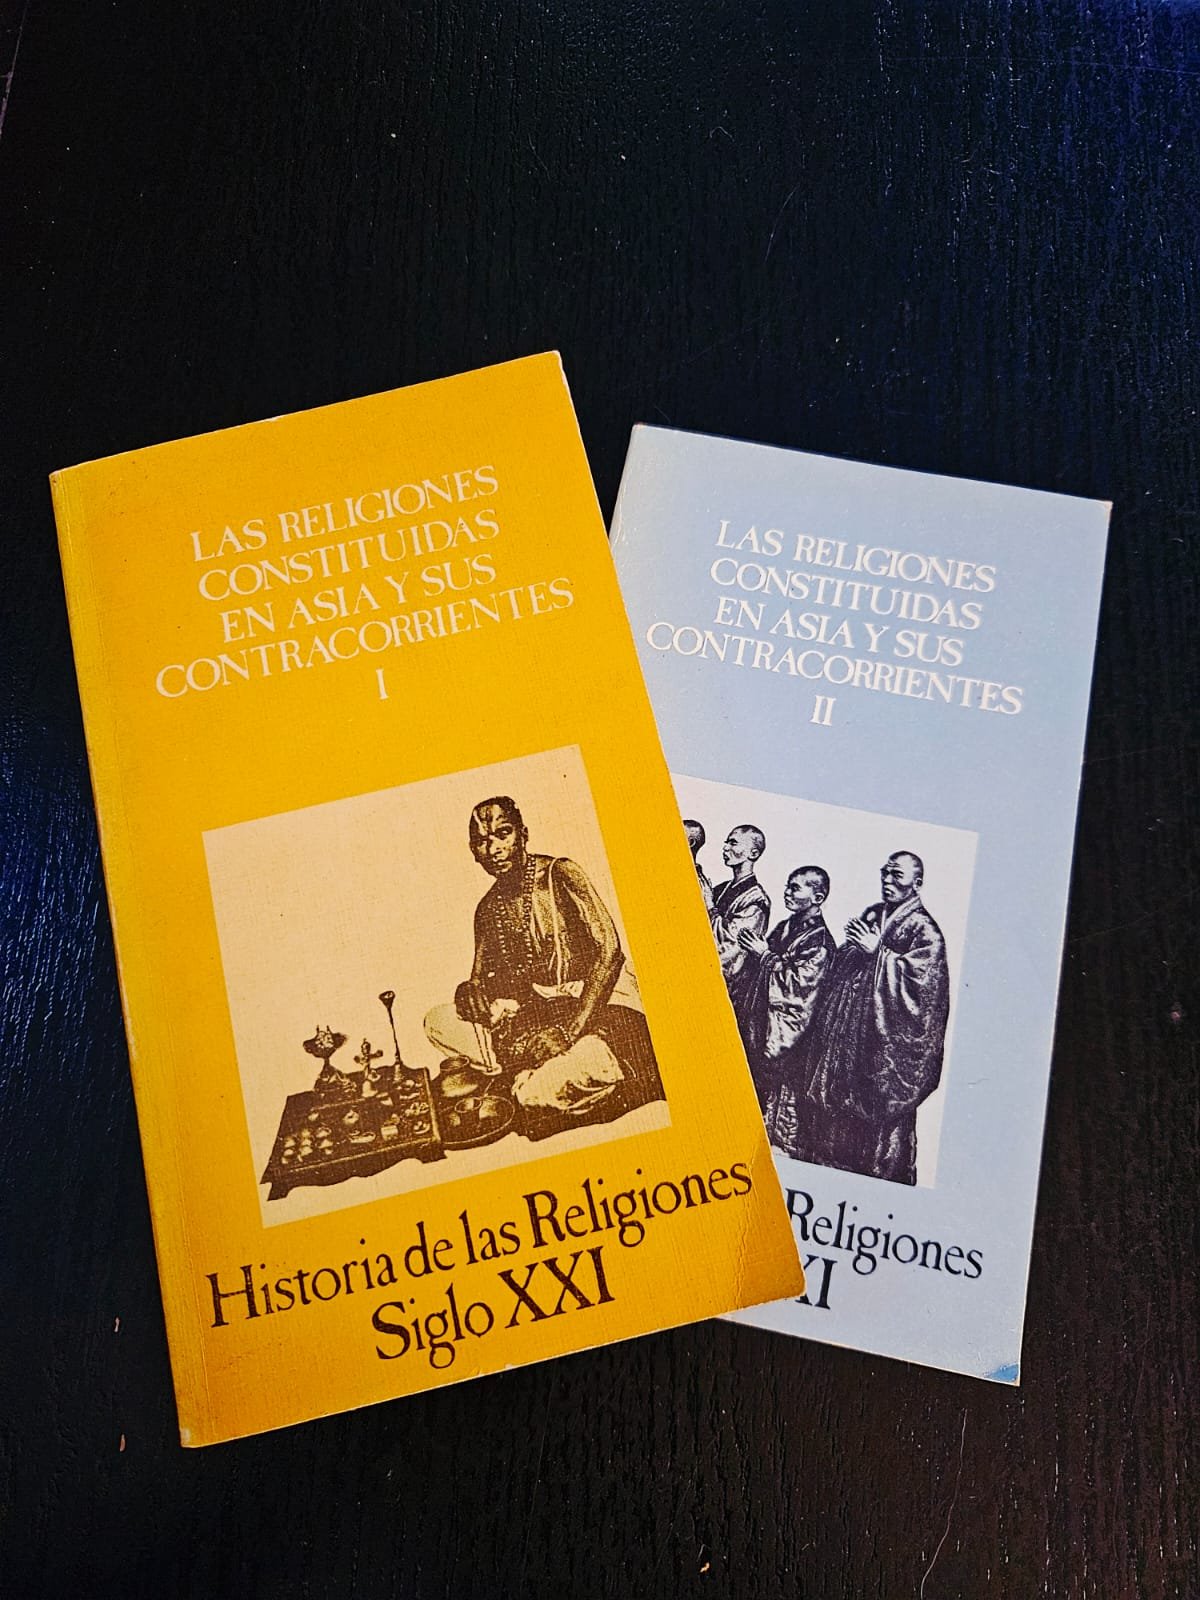 LAS RELIGIONES
CONSTITUIDAS
EN ASIA Y SUS
CONTRACORRIENTES
I
Historia de las Religiones
Siglo XXI
LAS RELIGIONES
CONSTITUIDAS
EN ASIA Y SUS
CONTRACORRIENTES
II
Religiones
XI